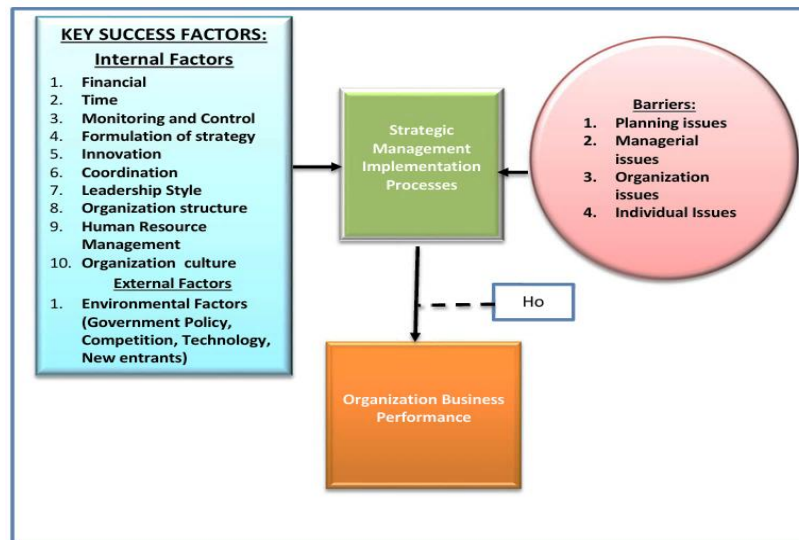 KEY SUCCESS FACTORS:
Internal Factors
1. Financial
2. Time
3. Monitoring and Control
4. Formulation of strategy
5. Innovation
6. Coordination
7. Leadership Style
8. Organization structure
9. Human Resource
Management
10. Organization culture
External Factors
1. Environmental Factors
(Government Policy,
Competition, Technology,
New entrants)
Strategic
Management
Implementation
Processes
Barriers:
1. Planning issues
2. Managerial
issues
3. Organization
issues
4. Individual Issues
Ho
Organization Business
Performance